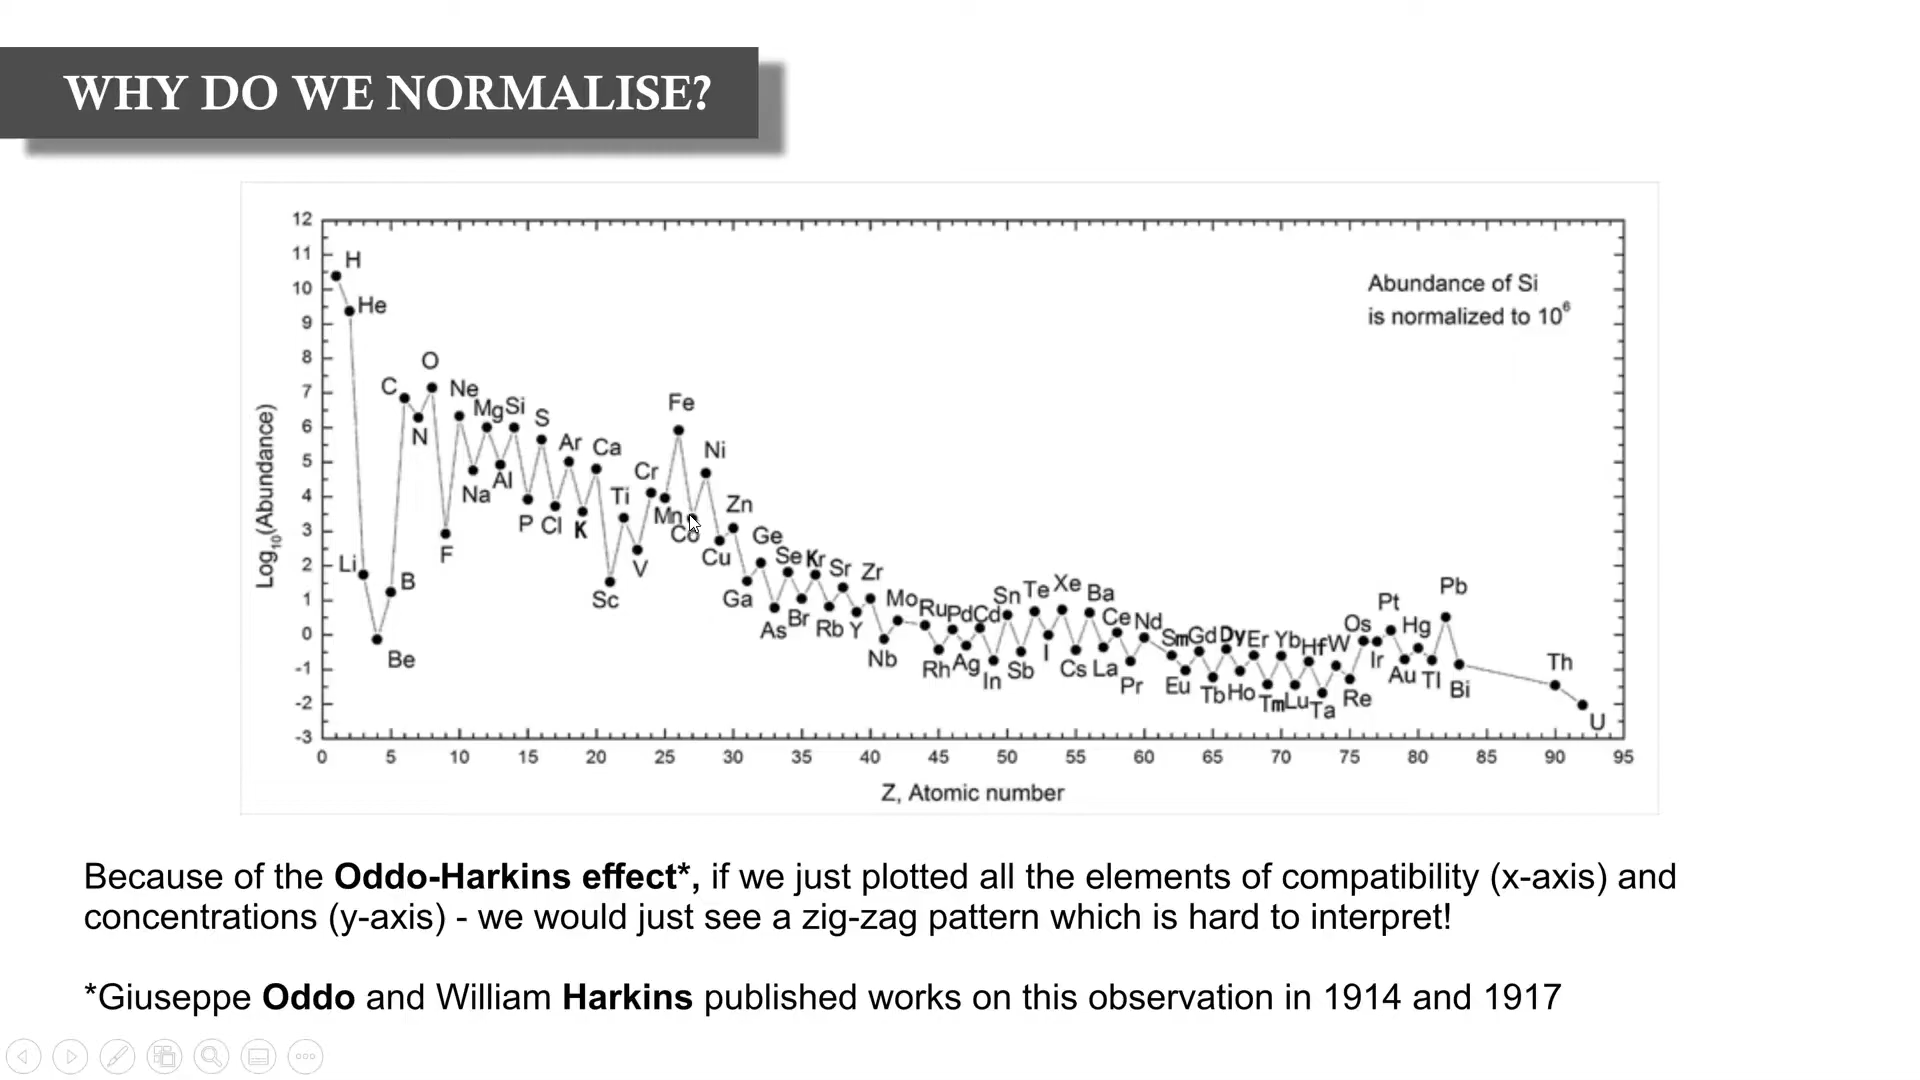 WHY DO WE NORMALISE?
12
11
10
9
8
7
6
5
4
3
2
1
0
-1
-2
-3
Log10(Abundance)
Abundance of Si
is normalized to 10⁶
H
He
Li
Be
B
C
N
O
F
Ne
Na
Mg
Al
Si
P
S
Cl
Ar
K
Ca
Sc
Ti
V
Cr
Mn
Fe
Co
Ni
Cu
Zn
Ga
Ge
As
Se
Br
Kr
Rb
Sr
Y
Zr
Nb
Mo
Ru
Rh
Pd
Ag
Cd
In
Sn
Sb
Te
I
Xe
Cs
Ba
La
Ce
Pr
Nd
Sm
Eu
Gd
Tb
Dy
Ho
Er
Tm
Yb
Lu
Hf
Ta
W
Re
Os
Ir
Pt
Au
Hg
Tl
Pb
Bi
Th
U
0 5 10 15 20 25 30 35 40 45 50 55 60 65 70 75 80 85 90 95
Z, Atomic number
Because of the Oddo-Harkins effect*, if we just plotted all the elements of compatibility (x-axis) and
concentrations (y-axis) - we would just see a zig-zag pattern which is hard to interpret!
*Giuseppe Oddo and William Harkins published works on this observation in 1914 and 1917